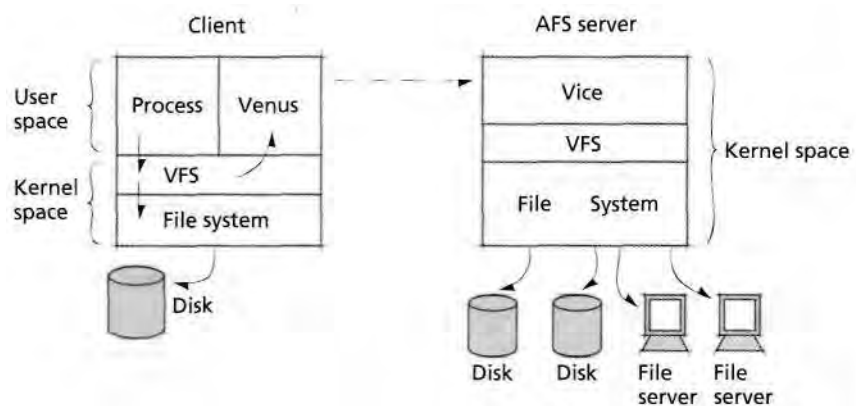 Client
AFS server
User
space
Process
Venus
Vice
VFS
VFS
Kernel space
Kernel
space
File system
File System
Disk
Disk
Disk
File
server
File
server